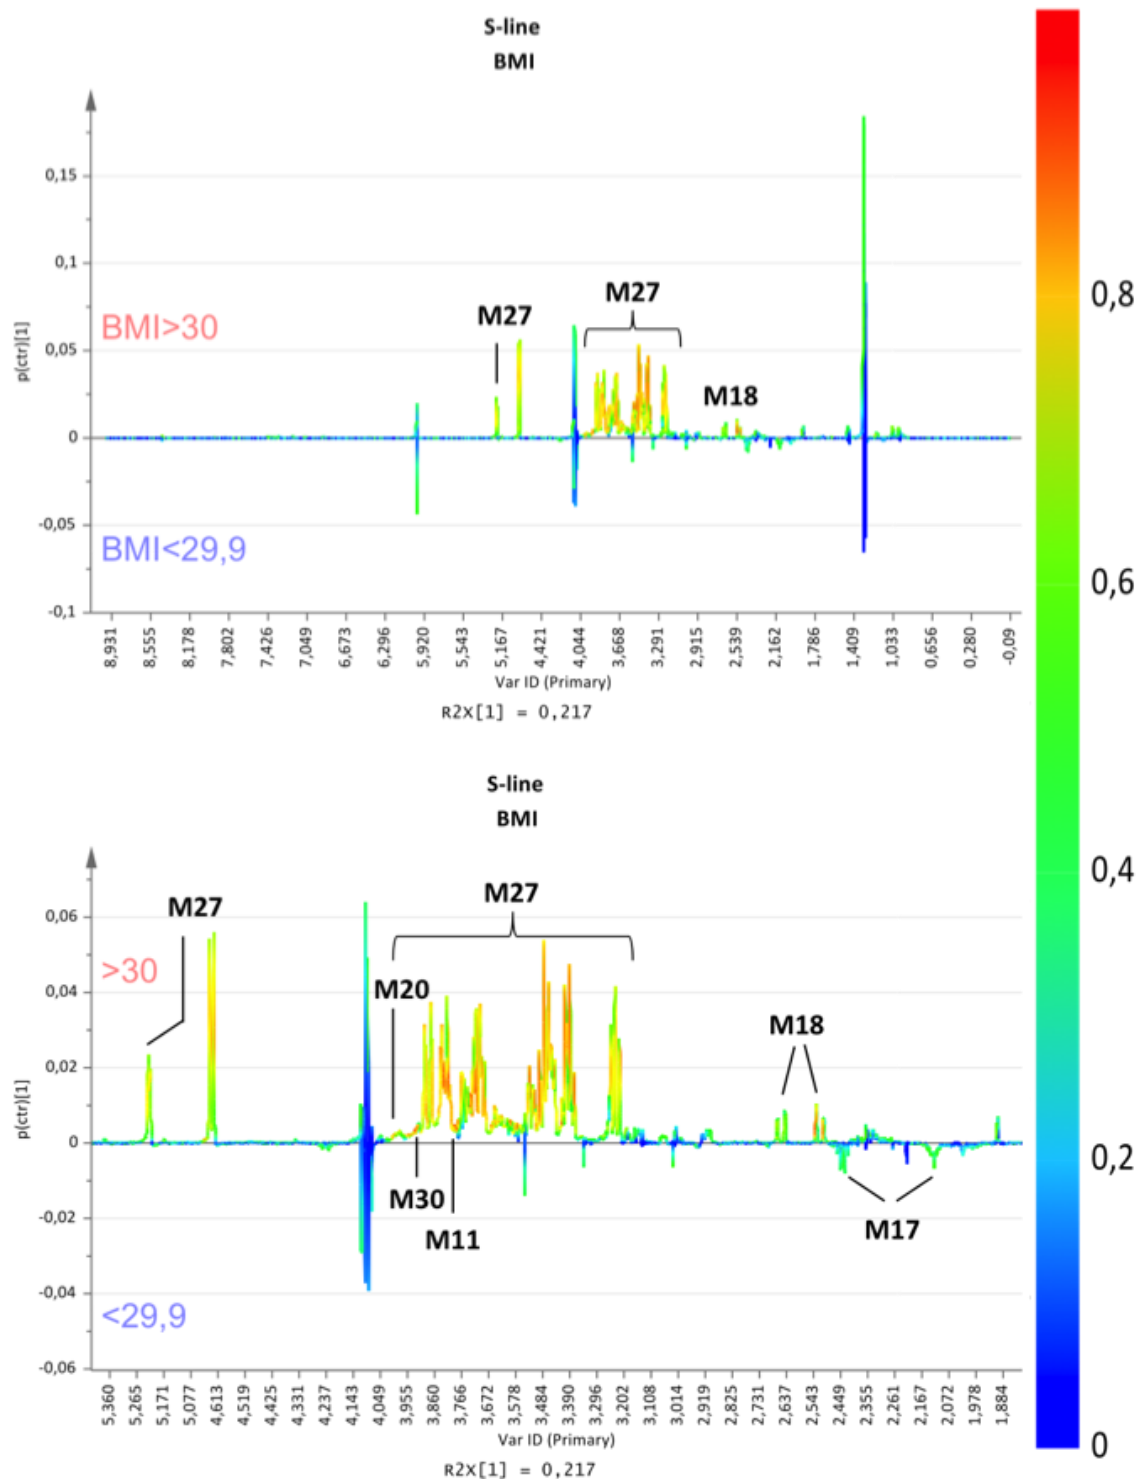 S-line
BMI
0,15
0,1
0,05
0
-0,05
-0,1
p(ctr)[1]
BMI>30
BMI<29,9
M27
M27
M18
8,931 8,555 8,178 7,802 7,426 7,049 6,673 6,296 5,920 5,543 5,167 4,421 4,044 3,668 3,291 2,915 2,539 2,162 1,786 1,409 1,033 0,656 0,280 -0,09
Var ID (Primary)
R2X[1] = 0,217
S-line
BMI
0,06
0,04
0,02
0
-0,02
-0,04
-0,06
p(ctr)[1]
>30
<29,9
M27
M27
M20
M18
M30
M11
M17
5,360 5,265 5,171 5,077 4,613 4,519 4,425 4,331 4,237 4,143 4,049 3,955 3,860 3,766 3,672 3,578 3,484 3,390 3,296 3,202 3,108 3,014 2,919 2,825 2,731 2,637 2,543 2,449 2,355 2,261 2,167 2,072 1,978 1,884
Var ID (Primary)
R2X[1] = 0,217
0,8
0,6
0,4
0,2
0